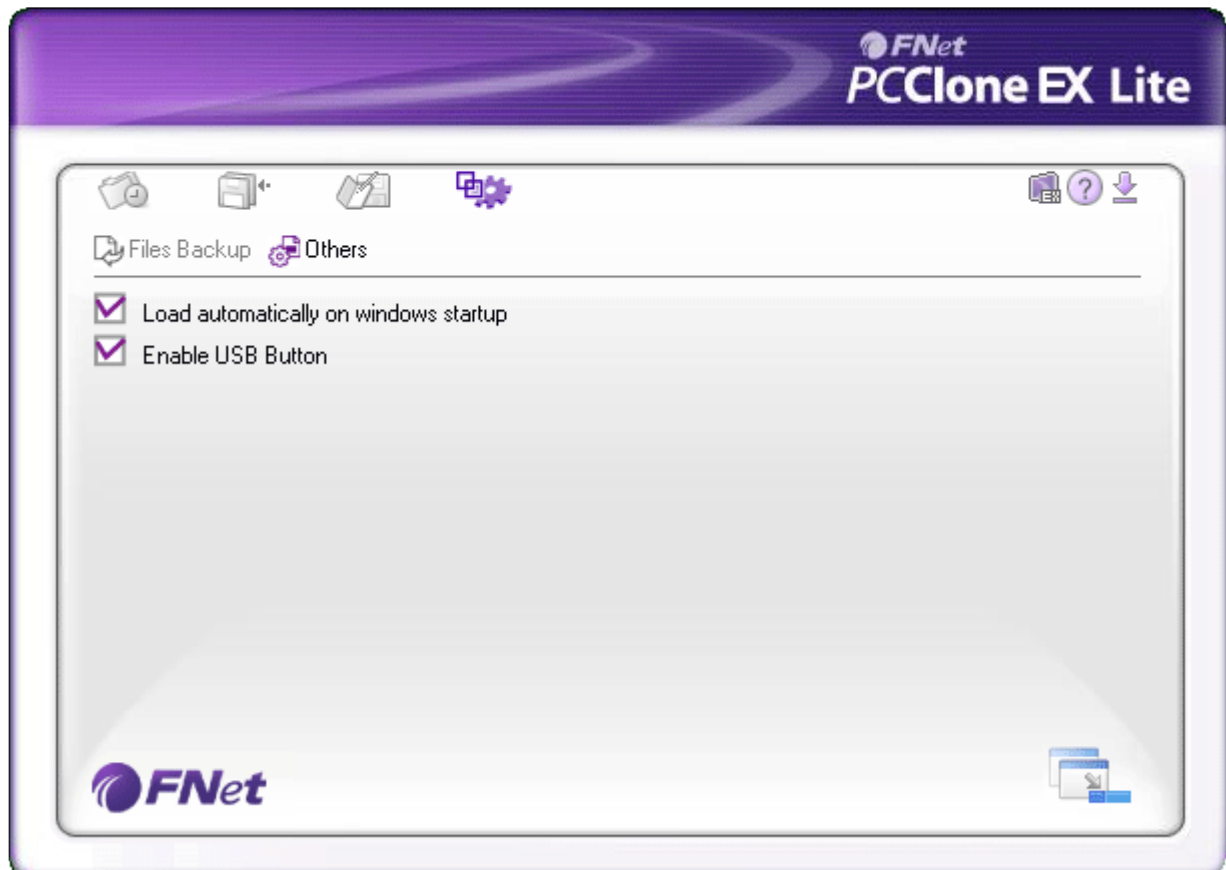 FNet
PCClone EX Lite
Files Backup Others
Load automatically on windows startup
Enable USB Button
FNet